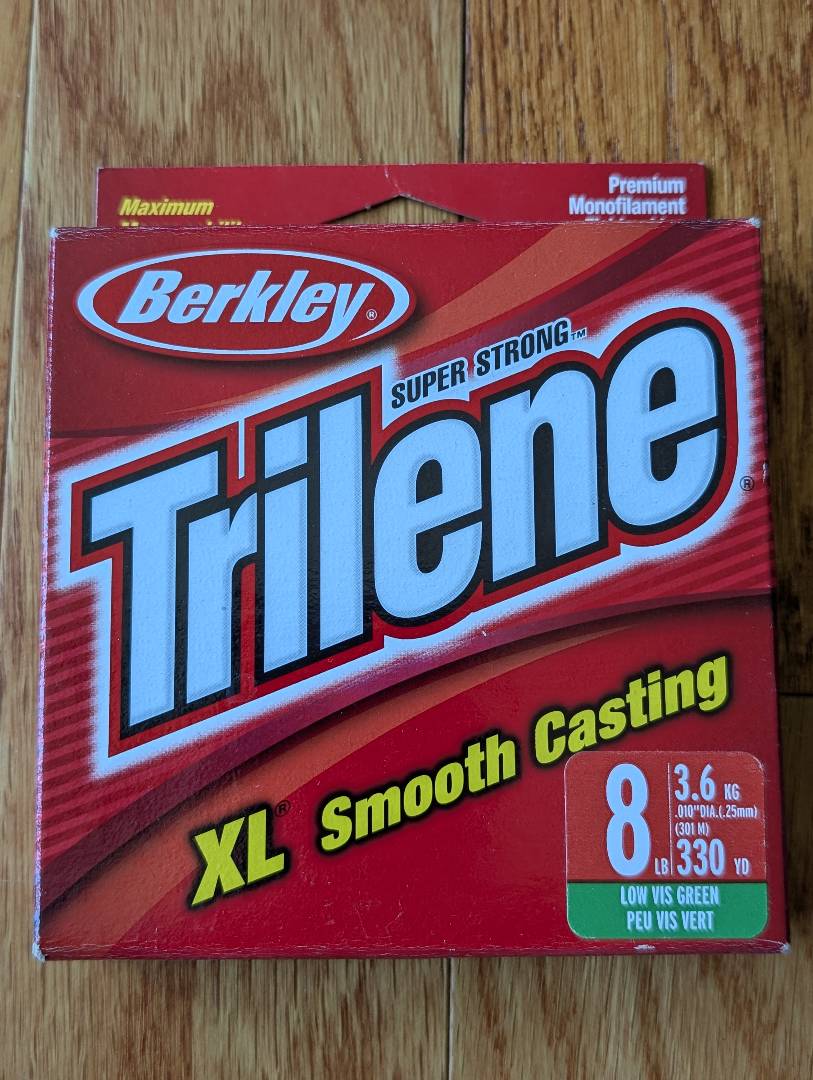 Maximum
Premium
Monofilament
Berkley®
SUPER STRONG™
Trilene®
XL® Smooth Casting
8 LB
3.6 KG
.010"DIA.(.25mm)
(301 M)
330 YD
LOW VIS GREEN
PEU VIS VERT